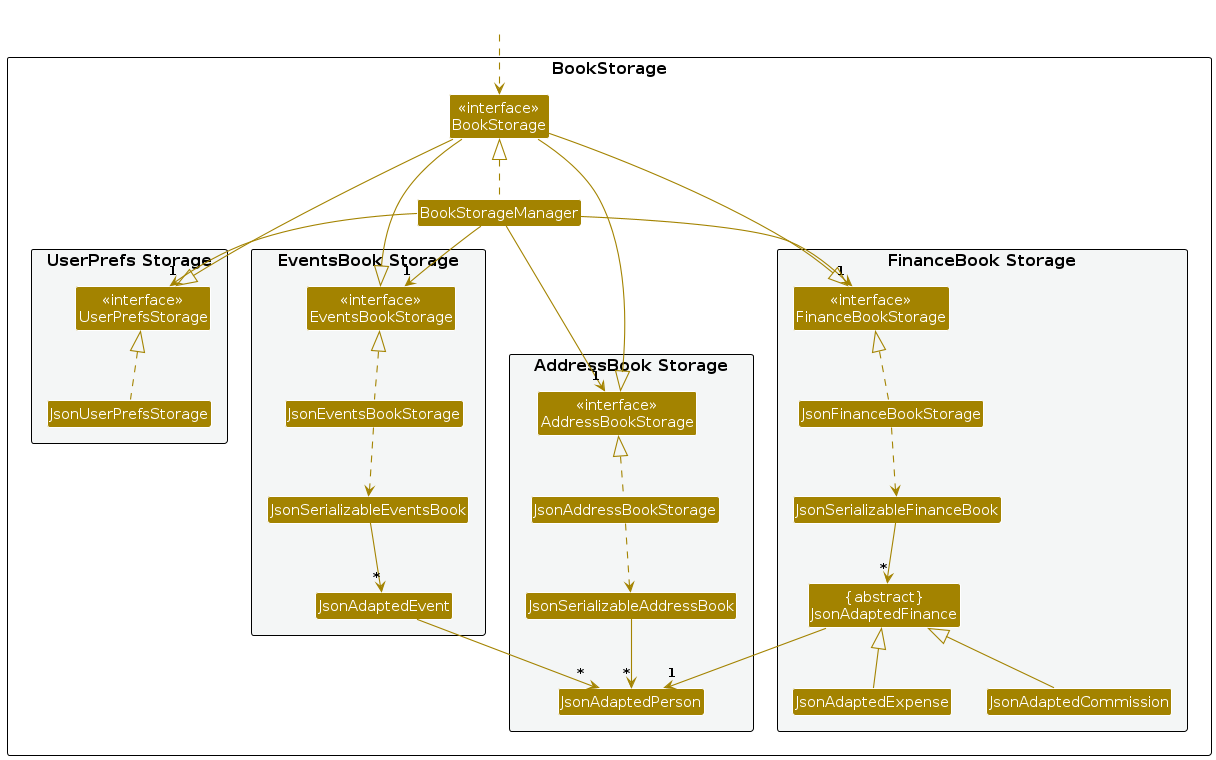 BookStorage
«interface»
BookStorage
BookStorageManager
UserPrefs Storage
1
«interface»
UserPrefsStorage
JsonUserPrefsStorage
EventsBook Storage
1
«interface»
EventsBookStorage
JsonEventsBookStorage
JsonSerializableEventsBook
*
JsonAdaptedEvent
AddressBook Storage
1
«interface»
AddressBookStorage
JsonAddressBookStorage
JsonSerializableAddressBook
* * 1
JsonAdaptedPerson
FinanceBook Storage
1
«interface»
FinanceBookStorage
JsonFinanceBookStorage
JsonSerializableFinanceBook
*
{abstract}
JsonAdaptedFinance
JsonAdaptedExpense
JsonAdaptedCommission